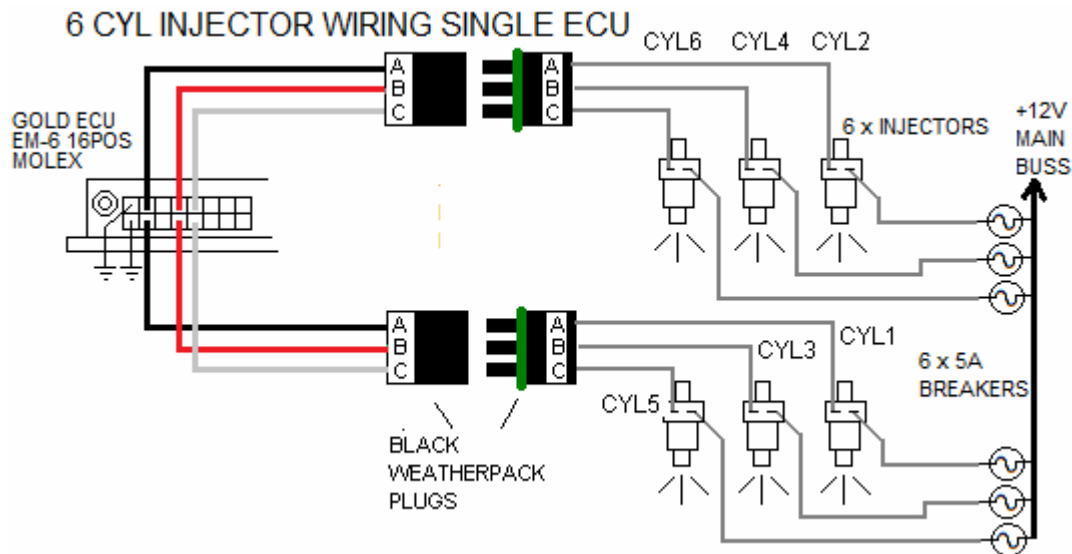 6 CYL INJECTOR WIRING SINGLE ECU
CYL6 CYL4 CYL2
A
B
C
A
B
C
GOLD ECU
EM-6 16POS
MOLEX
6 x INJECTORS
+12V
MAIN
BUSS
A
B
C
A
B
C
CYL5
CYL3
CYL1
6 x 5A
BREAKERS
BLACK
WEATHERPACK
PLUGS